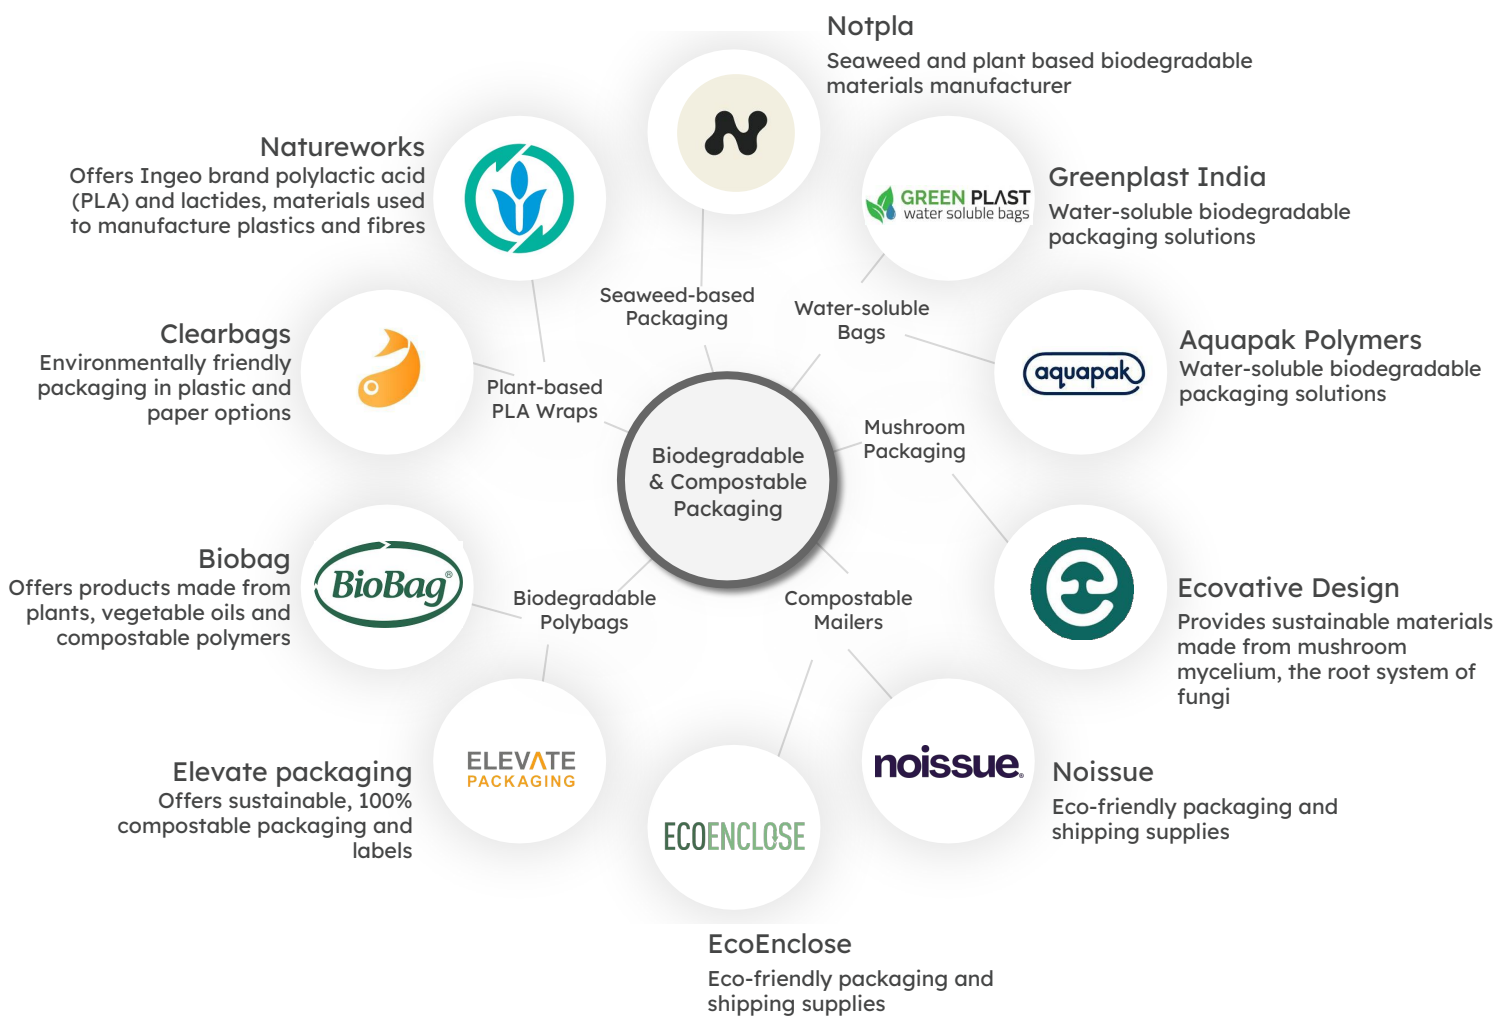 Notpla
Seaweed and plant based biodegradable
materials manufacturer
Natureworks
Offers Ingeo brand polylactic acid
(PLA) and lactides, materials used
to manufacture plastics and fibres
GREEN PLAST
water soluble bags
Greenplast India
Water-soluble biodegradable
packaging solutions
Seaweed-based
Packaging
Water-soluble
Bags
Clearbags
Environmentally friendly
packaging in plastic and
paper options
Plant-based
PLA Wraps
aquapak
Aquapak Polymers
Water-soluble biodegradable
packaging solutions
Mushroom
Packaging
Biodegradable
& Compostable
Packaging
Biobag
Offers products made from
plants, vegetable oils and
compostable polymers
BioBag®
Biodegradable
Polybags
Compostable
Mailers
Ecovative Design
Provides sustainable materials
made from mushroom
mycelium, the root system of
fungi
Elevate packaging
Offers sustainable, 100%
compostable packaging and
labels
ELEVATE
PACKAGING
ECOENCLOSE
noissue®
Noissue
Eco-friendly packaging and
shipping supplies
EcoEnclose
Eco-friendly packaging and
shipping supplies